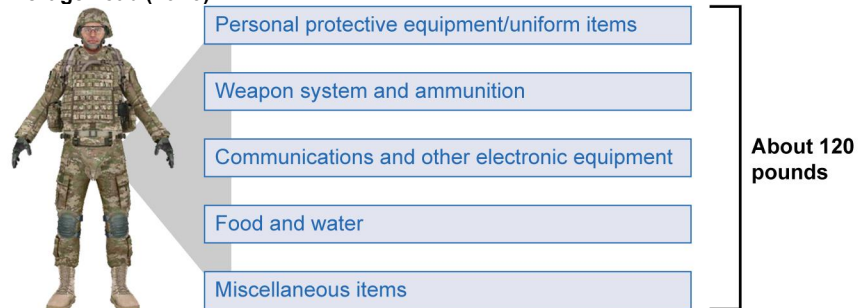 Personal protective equipment/uniform items
Weapon system and ammunition
Communications and other electronic equipment
Food and water
Miscellaneous items
About 120
pounds